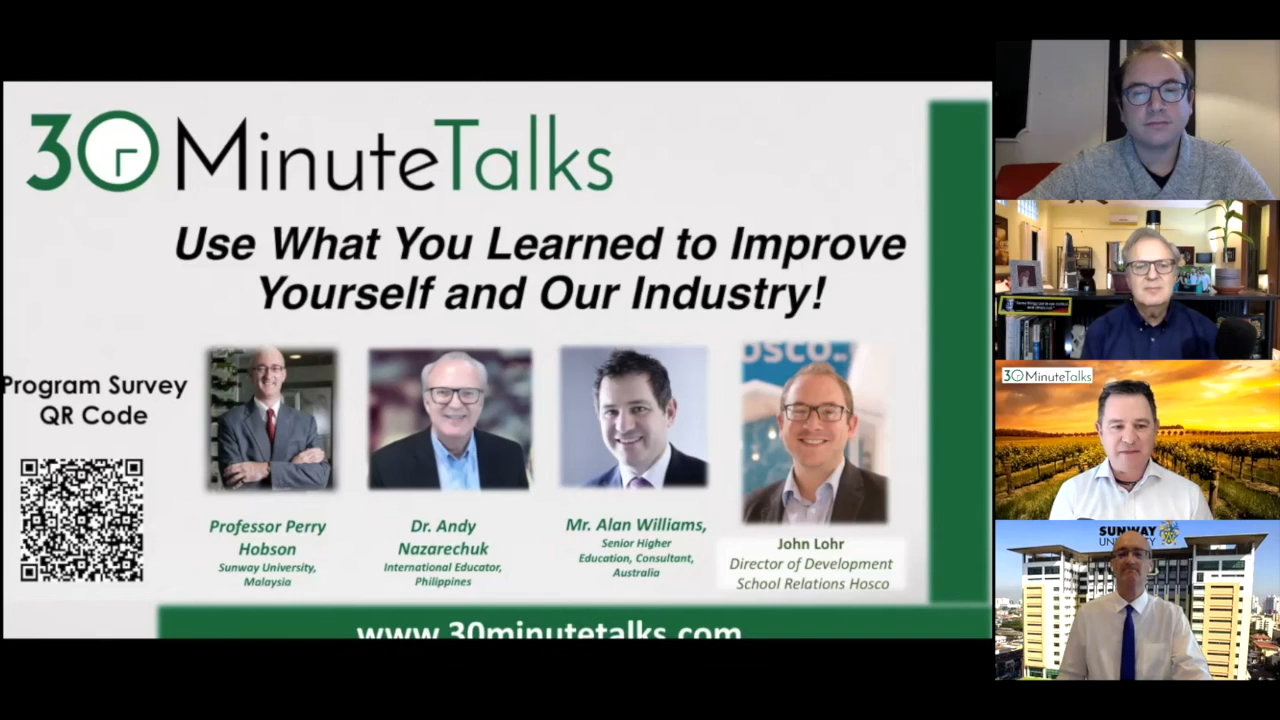 30MinuteTalks
Use What You Learned to Improve
Yourself and Our Industry!
Program Survey
QR Code
osco
Professor Perry
Hobson
Sunway University,
Malaysia
Dr. Andy
Nazarechuk
International Educator,
Philippines
Mr. Alan Williams,
Senior Higher
Education, Consultant,
Australia
John Lohr
Director of Development
School Relations Hosco
www.30minutetalks.com
30MinuteTalks
SUNWAY
UNIVERSITY